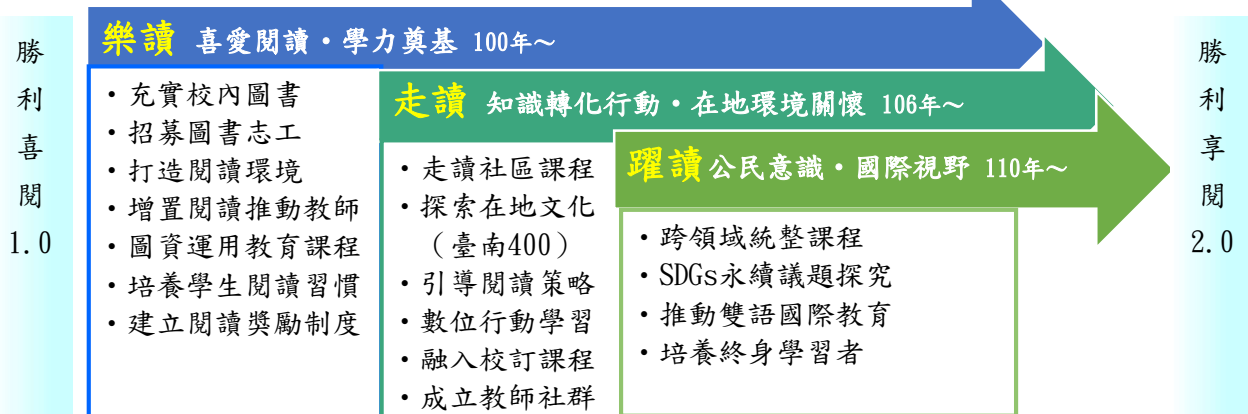 勝利喜閱1.0
樂讀 喜愛閱讀・學力奠基 100年～
・充實校內圖書
・招募圖書志工
・打造閱讀環境
・增置閱讀推動教師
・圖資運用教育課程
・培養學生閱讀習慣
・建立閱讀獎勵制度
走讀 知識轉化行動・在地環境關懷 106年～
・走讀社區課程
・探索在地文化
（臺南400）
・引導閱讀策略
・數位行動學習
・融入校訂課程
・成立教師社群
躍讀公民意識・國際視野 110年～
・跨領域統整課程
・SDGs永續議題探究
・推動雙語國際教育
・培養終身學習者
勝利享閱2.0